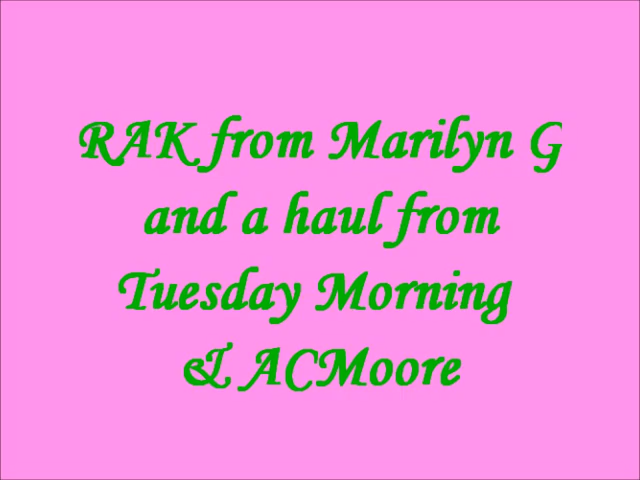 RAK from Marilyn G
and a haul from
Tuesday Morning
& ACMoore